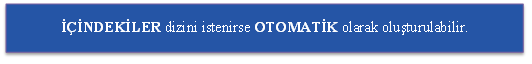 İÇİNDEKİLER dizini istenirse OTOMATİK olarak oluşturulabilir.